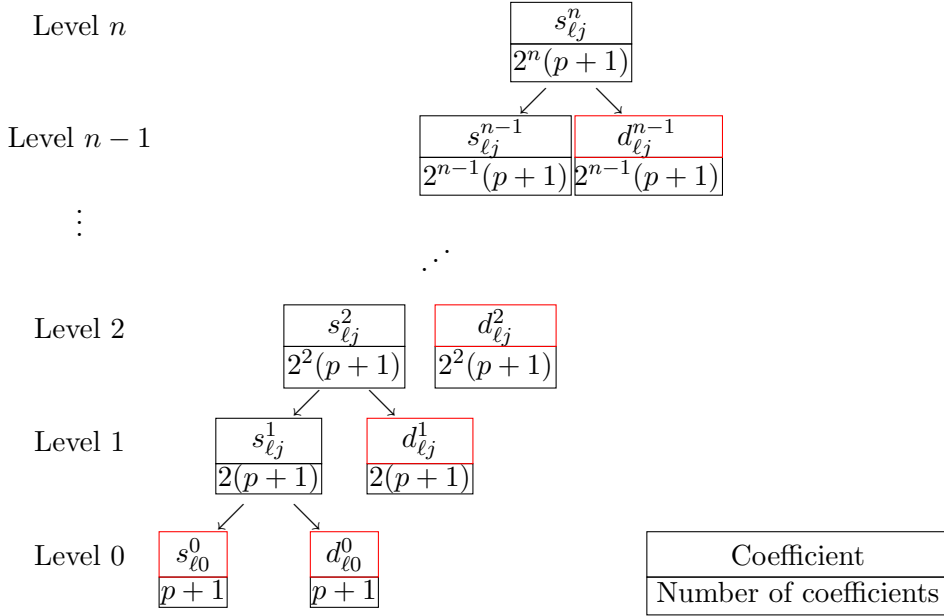 Level n
s^n_{ℓj}
2^n(p + 1)
Level n − 1
s^{n−1}_{ℓj} d^{n−1}_{ℓj}
2^{n−1}(p + 1) 2^{n−1}(p + 1)
⋮
⋰
Level 2
s^2_{ℓj} d^2_{ℓj}
2^2(p + 1) 2^2(p + 1)
Level 1
s^1_{ℓj} d^1_{ℓj}
2(p + 1) 2(p + 1)
Level 0
s^0_{ℓ0} d^0_{ℓ0}
p + 1 p + 1
Coefficient
Number of coefficients